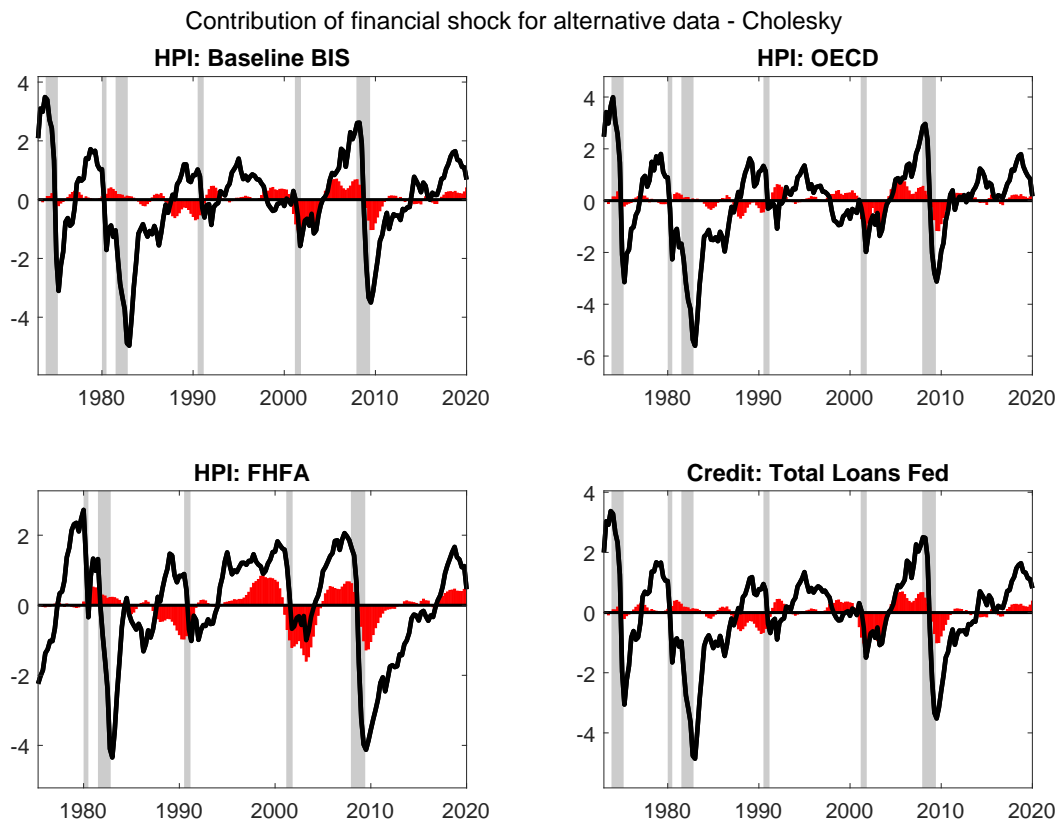 Contribution of financial shock for alternative data - Cholesky
HPI: Baseline BIS
4
2
0
-2
-4
1980 1990 2000 2010 2020
HPI: OECD
4
2
0
-2
-4
-6
1980 1990 2000 2010 2020
HPI: FHFA
2
0
-2
-4
1980 1990 2000 2010 2020
Credit: Total Loans Fed
4
2
0
-2
-4
1980 1990 2000 2010 2020